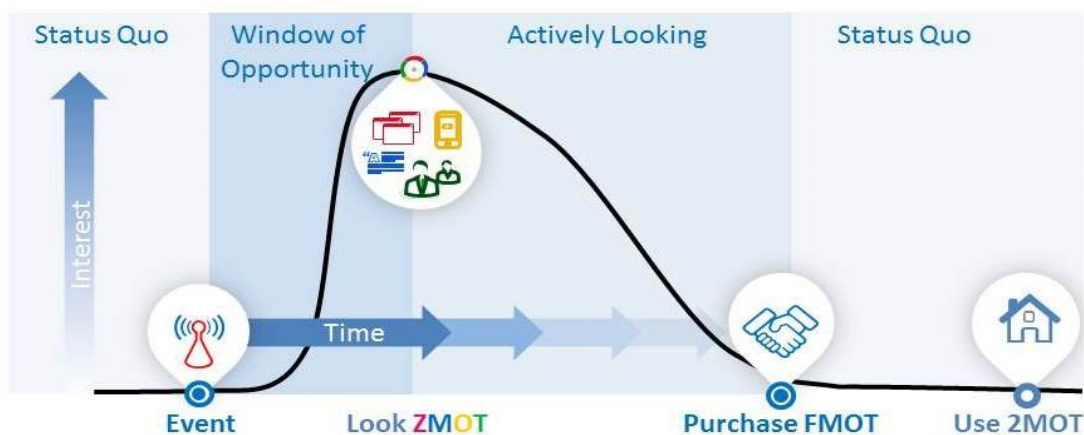 Status Quo
Window of
Opportunity
Actively Looking
Status Quo
Interest
Time
Event
Look ZMOT
Purchase FMOT
Use 2MOT